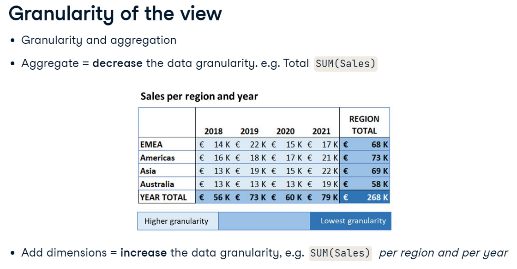 Granularity of the view
• Granularity and aggregation
• Aggregate = decrease the data granularity. e.g. Total SUM(Sales)
Sales per region and year
REGION
2018 2019 2020 2021 TOTAL
EMEA € 14 K € 22 K € 15 K € 17 K € 68 K
Americas € 16 K € 18 K € 17 K € 21 K € 73 K
Asia € 13 K € 19 K € 15 K € 22 K € 69 K
Australia € 13 K € 13 K € 13 K € 19 K € 58 K
YEAR TOTAL € 56 K € 73 K € 60 K € 79 K € 268 K
Higher granularity Lowest granularity
• Add dimensions = increase the data granularity, e.g. SUM(Sales) per region and per year